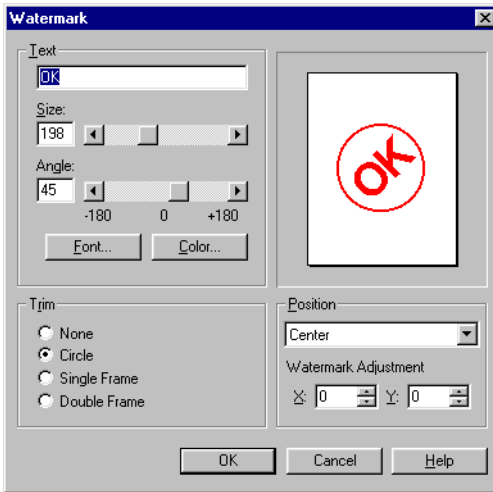 Watermark
Text
OK
Size:
198
Angle:
45
-180 0 +180
Font... Color...
OK
Trim
None
Circle
Single Frame
Double Frame
Position
Center
Watermark Adjustment
X: 0 Y: 0
OK Cancel Help